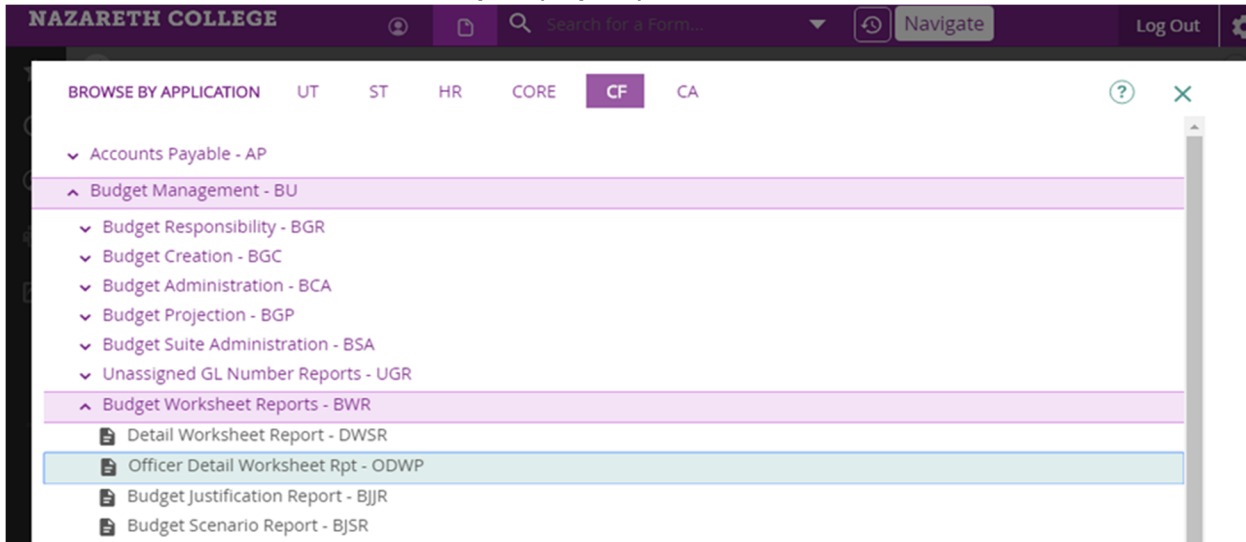 NAZARETH COLLEGE Search for a Form... Navigate Log Out
BROWSE BY APPLICATION UT ST HR CORE CF CA ?
Accounts Payable - AP
Budget Management - BU
Budget Responsibility - BGR
Budget Creation - BGC
Budget Administration - BCA
Budget Projection - BGP
Budget Suite Administration - BSA
Unassigned GL Number Reports - UGR
Budget Worksheet Reports - BWR
Detail Worksheet Report - DWSR
Officer Detail Worksheet Rpt - ODWP
Budget Justification Report - BJJR
Budget Scenario Report - BJSR